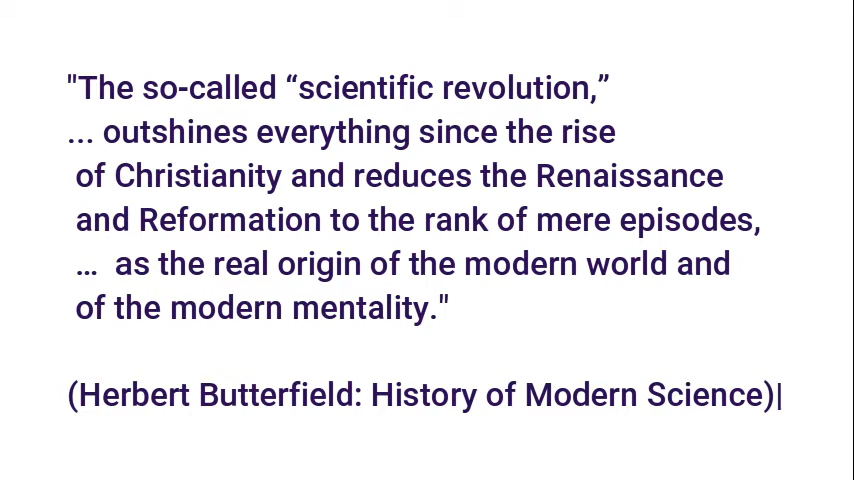 "The so-called “scientific revolution,”
... outshines everything since the rise
of Christianity and reduces the Renaissance
and Reformation to the rank of mere episodes,
... as the real origin of the modern world and
of the modern mentality."
(Herbert Butterfield: History of Modern Science)|